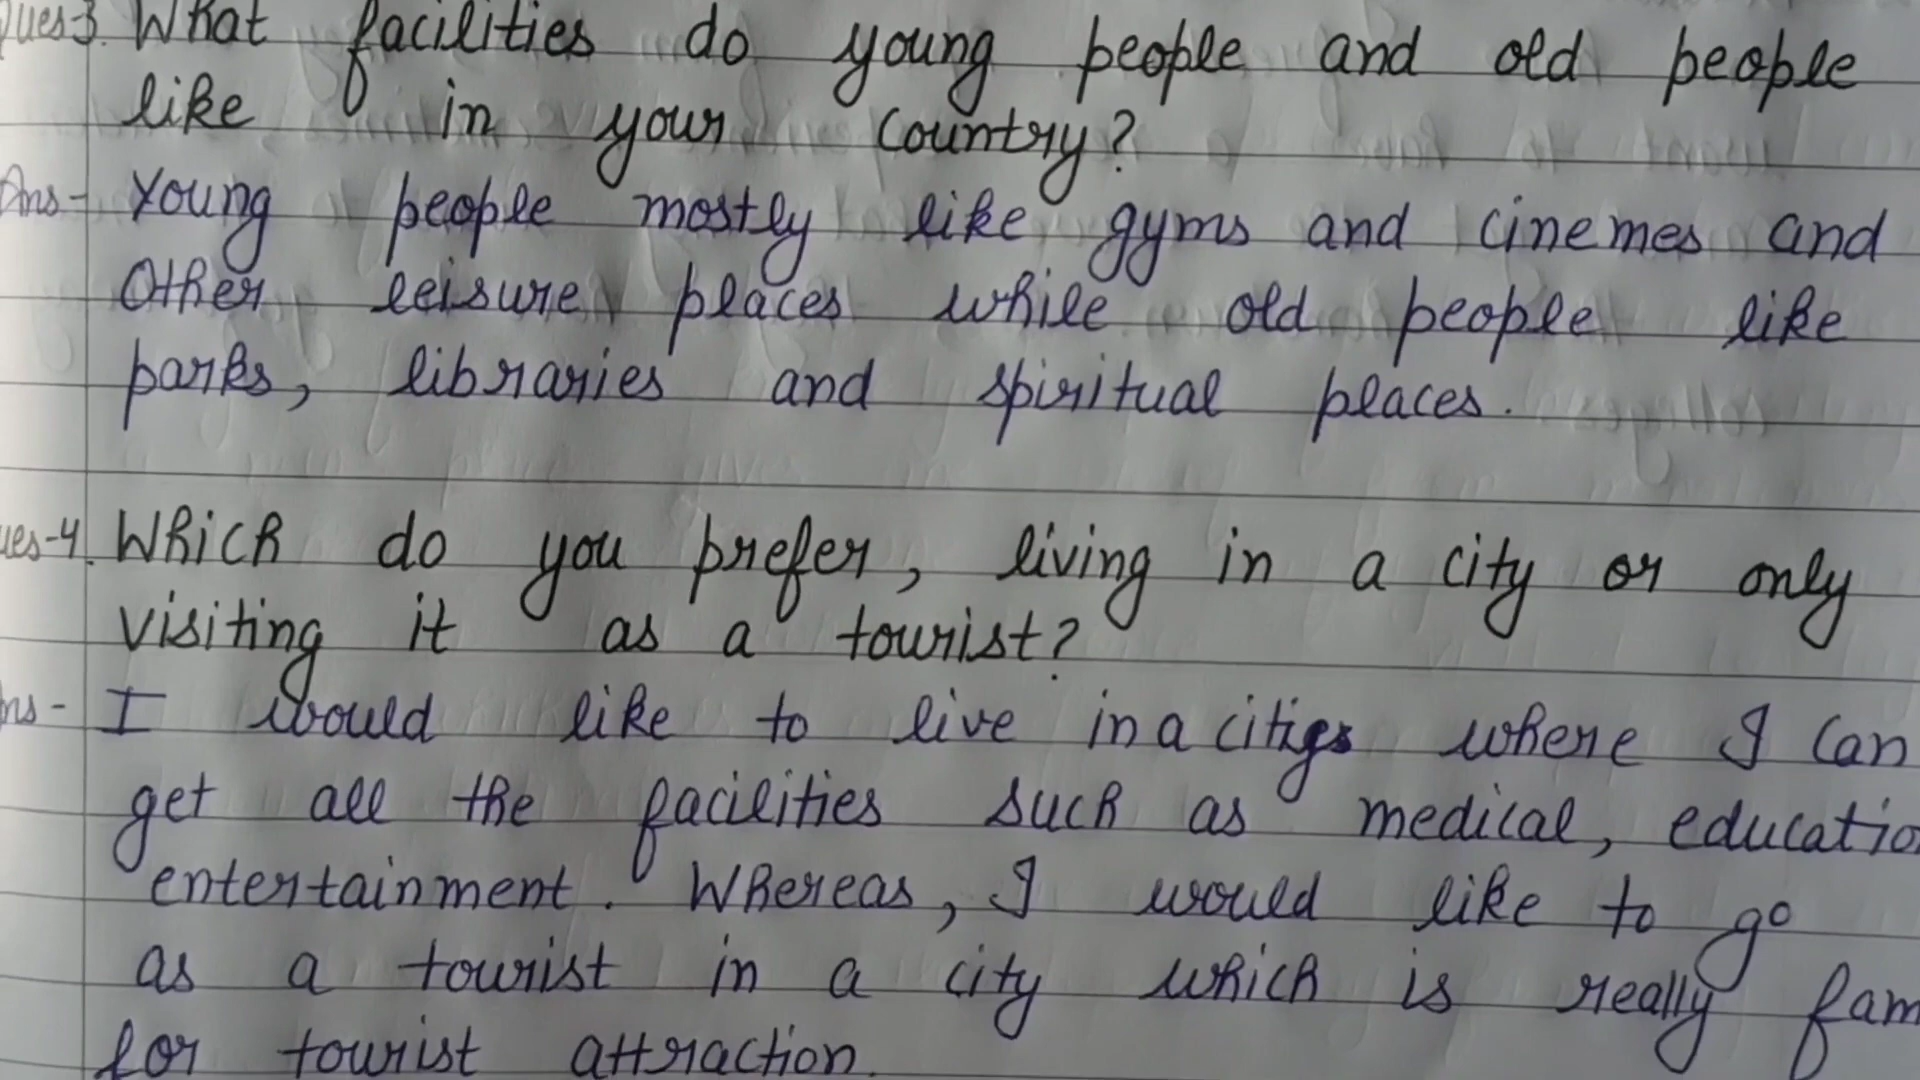 Ques-3. What facilities do young people and old people
like in your country?
Ans- Young people mostly like gyms and cinemes and
Other leisure places while old people like
parks, libraries and spiritual places.
ues-4. Which do you prefer, living in a city or only
visiting it as a tourist?
ns- I would like to live in a where I can
get all the facilities such as medical, educatio
entertainment. Whereas, I would like to go
as a tourist in a city which is really fam
for tourist attraction.